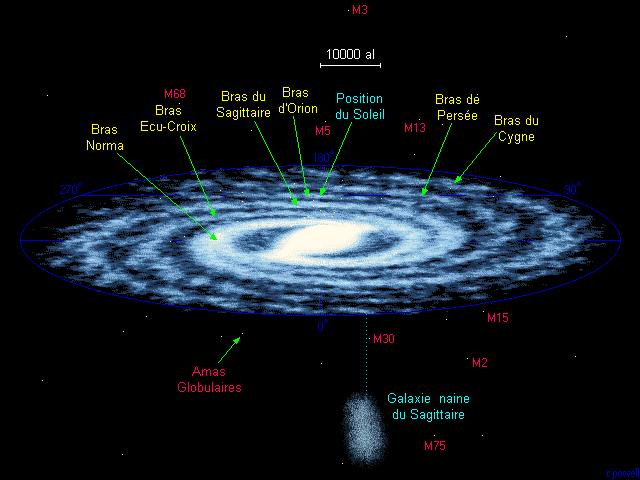 M3
10000 al
M68
Bras du
Sagittaire
Bras
d'Orion
Position
du Soleil
Bras de
Persée
Bras
Ecu-Croix
M5
M13
Bras du
Cygne
Bras
Norma
180°
270°
90°
0°
M15
M30
M2
Amas
Globulaires
Galaxie naine
du Sagittaire
M75
rpowell